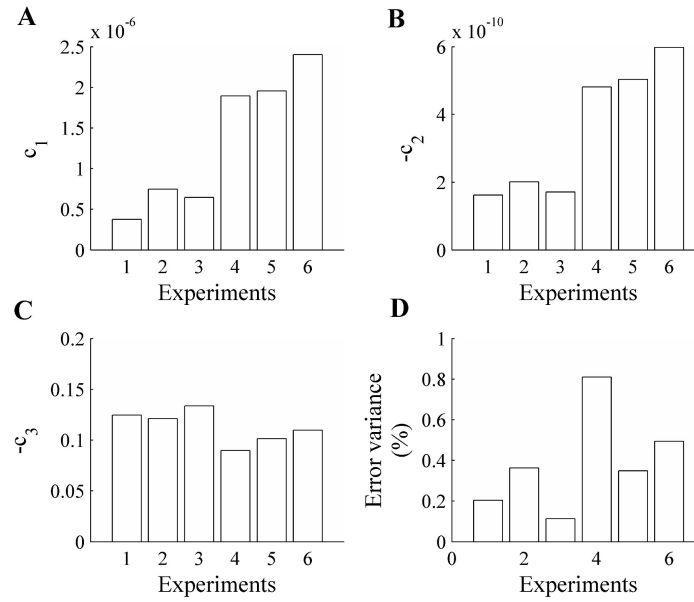 A
x 10^-6
2.5
2
1.5
1
0.5
0
c_1
1 2 3 4 5 6
Experiments
B
x 10^-10
6
4
2
0
-c_2
1 2 3 4 5 6
Experiments
C
0.2
0.15
0.1
0.05
0
-c_3
1 2 3 4 5 6
Experiments
D
1
0.8
0.6
0.4
0.2
0
Error variance
(%)
0 2 4 6
Experiments